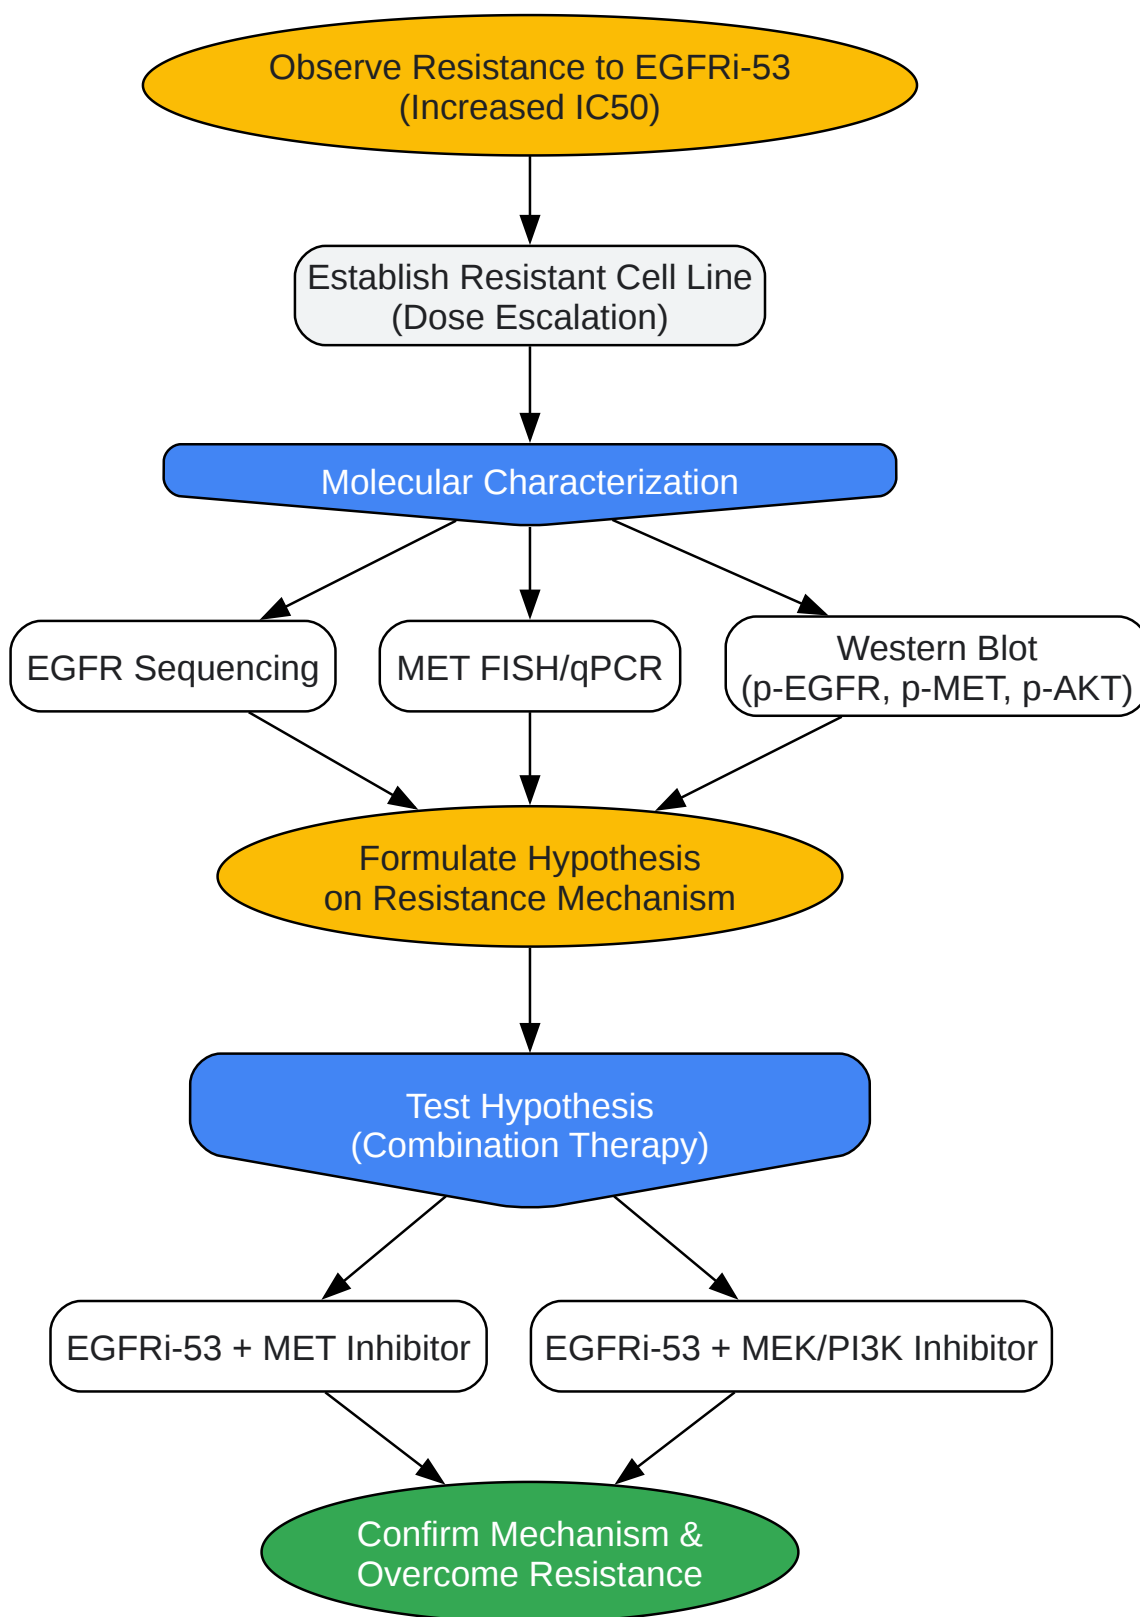 Observe Resistance to EGFRi-53
(Increased IC50)
Establish Resistant Cell Line
(Dose Escalation)
Molecular Characterization
EGFR Sequencing
MET FISH/qPCR
Western Blot
(p-EGFR, p-MET, p-AKT)
Formulate Hypothesis
on Resistance Mechanism
Test Hypothesis
(Combination Therapy)
EGFRi-53 + MET Inhibitor
EGFRi-53 + MEK/PI3K Inhibitor
Confirm Mechanism &
Overcome Resistance